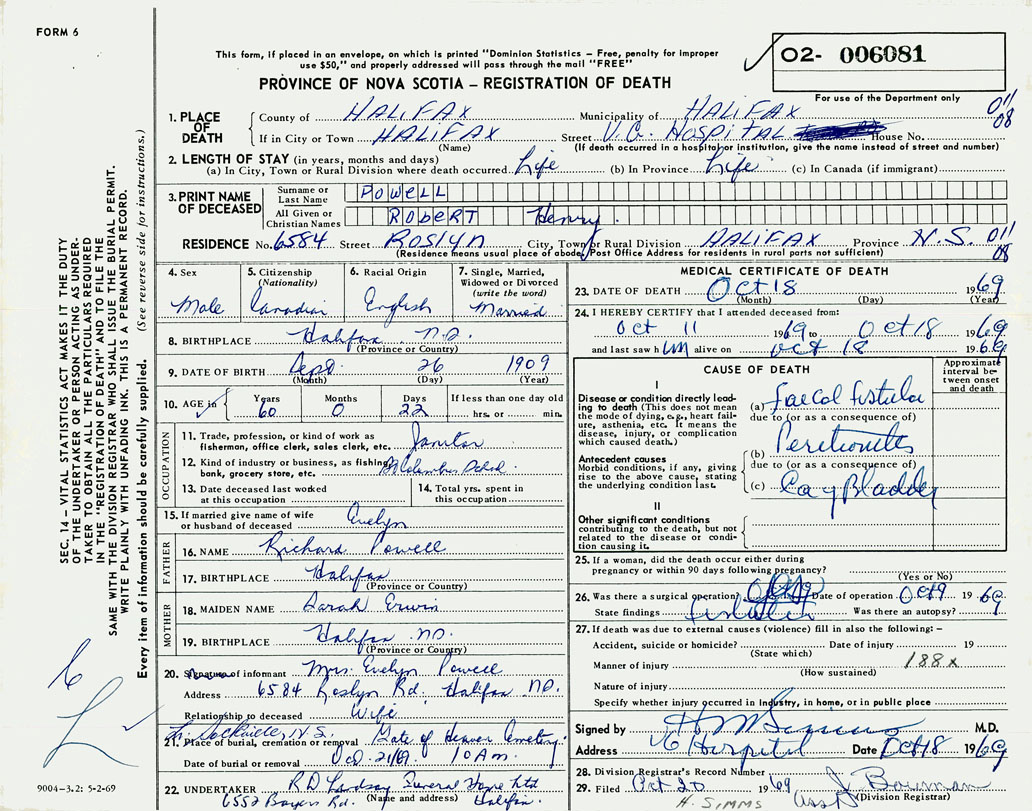 FORM 6
This form, if placed in an envelope, on which is printed "Dominion Statistics – Free, penalty for improper
use $50," and properly addressed will pass through the mail "FREE"
O2- 006081
PROVINCE OF NOVA SCOTIA – REGISTRATION OF DEATH
For use of the Department only
1. PLACE OF DEATH
County of HALIFAX Municipality of HALIFAX 011
08
If in City or Town HALIFAX Street V.G. HOSPITAL House No.
(Name) (If death occurred in a hospital or institution, give the name instead of street and number)
2. LENGTH OF STAY (in years, months and days)
(a) In City, Town or Rural Division where death occurred Life (b) In Province Life (c) In Canada (if immigrant)
3. PRINT NAME OF DECEASED
Surname or Last Name POWELL
All Given or Christian Names ROBERT Henry.
RESIDENCE No. 6584 Street ROSLYN City, Town or Rural Division HALIFAX Province N.S. 011
(Residence means usual place of abode, Post Office Address for residents in rural parts not sufficient) 08
4. Sex 5. Citizenship (Nationality) 6. Racial Origin 7. Single, Married, Widowed or Divorced (write the word)
Male Canadian English Married
8. BIRTHPLACE Halifax N.S.
(Province or Country)
9. DATE OF BIRTH Sept. 26 1909
(Month) (Day) (Year)
10. AGE in Years Months Days If less than one day old
60 0 22 hrs. or min.
OCCUPATION
11. Trade, profession, or kind of work as
fisherman, office clerk, sales clerk, etc. Janitor
12. Kind of industry or business, as fishing,
bank, grocery store, etc.
13. Date deceased last worked
at this occupation
14. Total yrs. spent in
this occupation
15. If married give name of wife
or husband of deceased Evelyn
FATHER
16. NAME Richard Powell
17. BIRTHPLACE Halifax
(Province or Country)
MOTHER
18. MAIDEN NAME Sarah Erwin
19. BIRTHPLACE Halifax N.S.
(Province or Country)
20. Signature of informant Mrs. Evelyn Powell
Address 6584 Roslyn Rd. Halifax N.S.
Relationship to deceased Wife
Sackville, N.S.
21. Place of burial, cremation or removal Gate of Heaven Cemetery.
Date of burial or removal Oct. 21/69. 10 AM.
22. UNDERTAKER R.D. Lindsay Funeral Home Ltd
(Name and address)
6552 Bayers Rd. Halifax.
MEDICAL CERTIFICATE OF DEATH
23. DATE OF DEATH Oct 18 1969
(Month) (Day) (Year)
24. I HEREBY CERTIFY that I attended deceased from:
Oct 11 1969 to Oct 18 1969
and last saw him alive on Oct 18 1969
CAUSE OF DEATH
Approximate interval between onset and death
I
Disease or condition directly leading
to death (This does not mean
the mode of dying, e.g., heart failure,
asthenia, etc. It means the
disease, injury, or complication
which caused death.)
(a) faecal fistula
due to (or as a consequence of)
Antecedent causes
Morbid conditions, if any, giving
rise to the above cause, stating
the underlying condition last.
(b) Peritonitis
due to (or as a consequence of)
(c) Ca Bladder
II
Other significant conditions
contributing to the death, but not
related to the disease or condition
causing it.
25. If a woman, did the death occur either during
pregnancy or within 90 days following pregnancy?
(Yes or No)
26. Was there a surgical operation? Date of operation Oct 9 1969
State findings fistula Was there an autopsy?
27. If death was due to external causes (violence) fill in also the following: –
Accident, suicide or homicide? Date of injury 19
(State which)
Manner of injury 188x
(How sustained)
Nature of injury
Specify whether injury occurred in Industry, in home, or in public place
Signed by H M Simms M.D.
Address VG Hospital Date Oct 18 1969
28. Division Registrar's Record Number
29. Filed Oct 20 1969 Asst J. Bowman
Division Registrar
H. SIMMS
SEC. 14 – VITAL STATISTICS ACT MAKES IT THE DUTY
OF THE UNDERTAKER OR PERSON ACTING AS UNDERTAKER
TO OBTAIN ALL THE PARTICULARS REQUIRED
IN THE "REGISTRATION OF DEATH" AND TO FILE THE
SAME WITH THE DIVISION REGISTRAR WHO SHALL ISSUE THE BURIAL PERMIT.
WRITE PLAINLY WITH UNFADING INK. THIS IS A PERMANENT RECORD.
Every item of information should be carefully supplied. (See reverse side for instructions.)
9004–3.2: 5-2-69